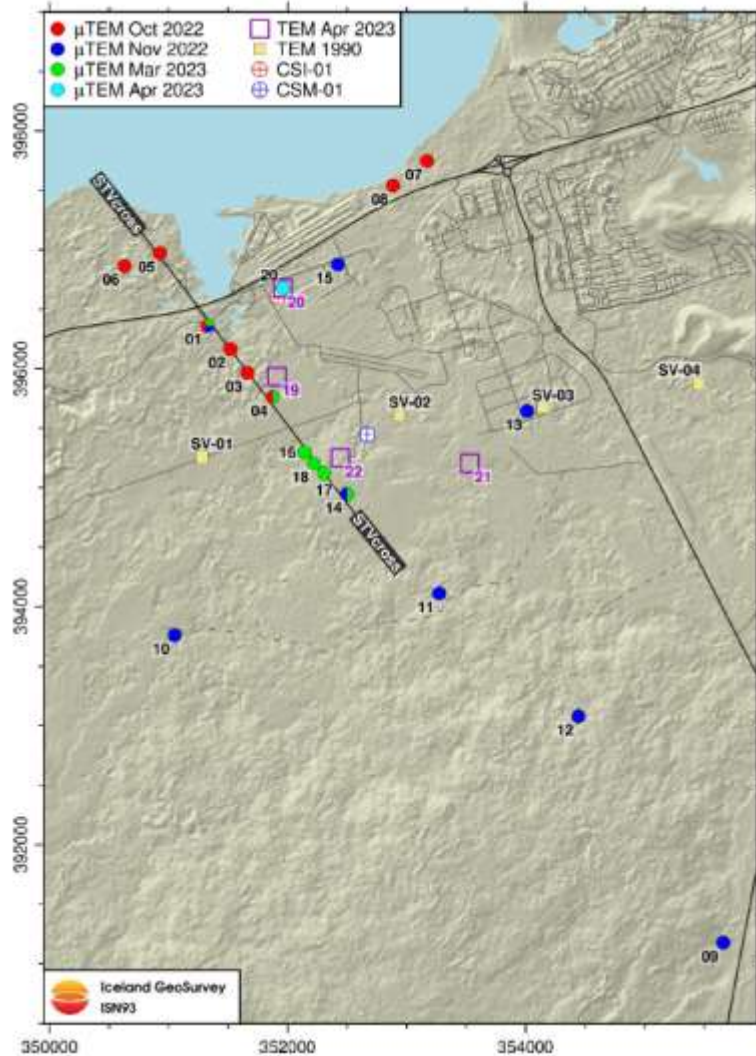 μTEM Oct 2022
μTEM Nov 2022
μTEM Mar 2023
μTEM Apr 2023
TEM Apr 2023
TEM 1990
CSI-01
CSM-01
398000
07
08
STVcross
05
06
20
20
15
01
02
03
04
19
396000
SV-04
SV-03
SV-02
13
SV-01
16
18
17
14
22
21
STVcross
394000
11
10
12
392000
09
Iceland GeoSurvey
ISN93
350000
352000
354000